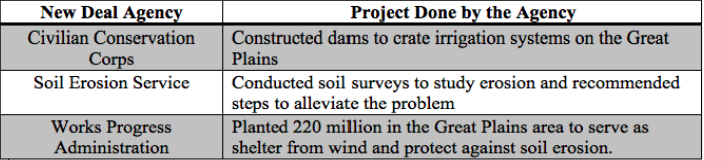 New Deal Agency Project Done by the Agency
Civilian Conservation Corps Constructed dams to crate irrigation systems on the Great Plains
Soil Erosion Service Conducted soil surveys to study erosion and recommended steps to alleviate the problem
Works Progress Administration Planted 220 million in the Great Plains area to serve as shelter from wind and protect against soil erosion.